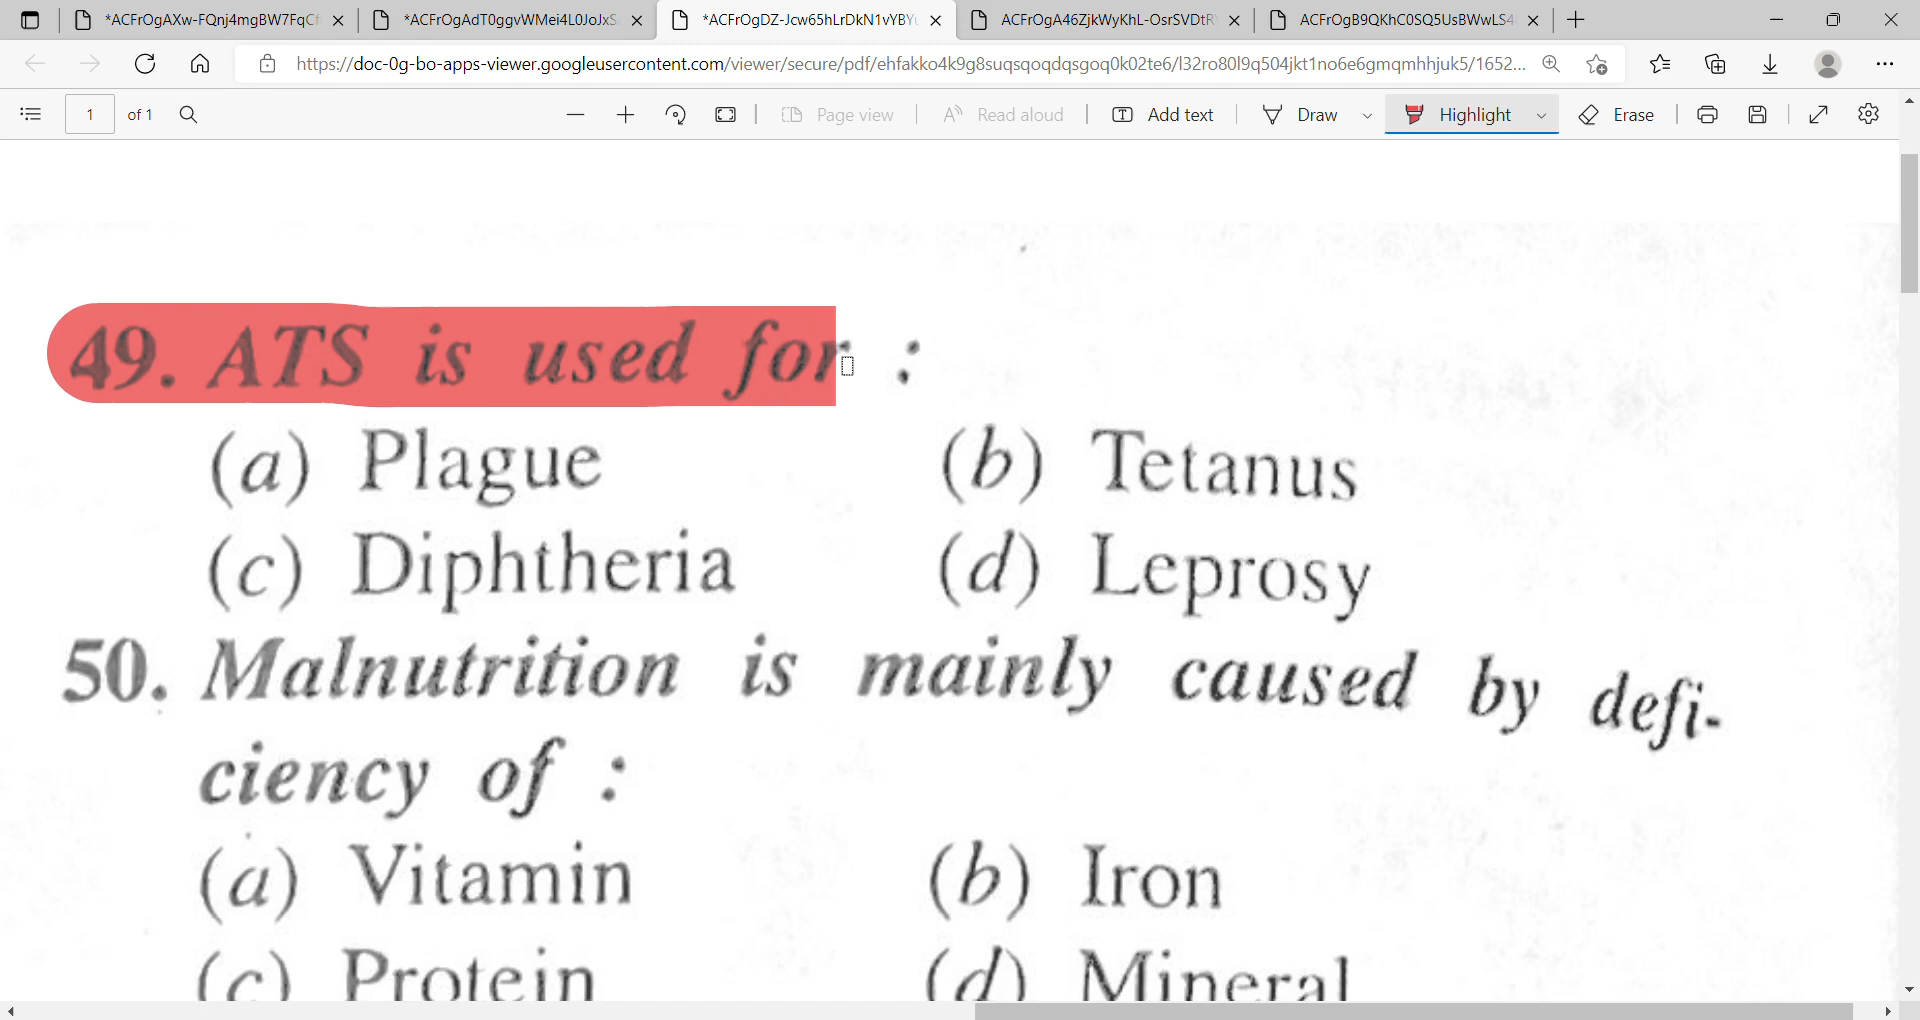 *ACFrOgAXw-FQnj4mgBW7FqCf
*ACFrOgAdT0ggvWMei4L0JoJxS
*ACFrOgDZ-Jcw65hLrDkN1vYBY
ACFrOgA46ZjkWyKhL-OsrSVDtR
ACFrOgB9QKhC0SQ5UsBWwLS4
https://doc-0g-bo-apps-viewer.googleusercontent.com/viewer/secure/pdf/ehfakko4k9g8suqsqoqdqsgoq0k02te6/l32ro80l9q504jkt1no6e6gmqmhhjuk5/1652...
1 of 1 Page view Read aloud Add text Draw Highlight Erase
49. ATS is used for :
(a) Plague (b) Tetanus
(c) Diphtheria (d) Leprosy
50. Malnutrition is mainly caused by defi-
ciency of :
(a) Vitamin (b) Iron
(c) Protein (d) Mineral